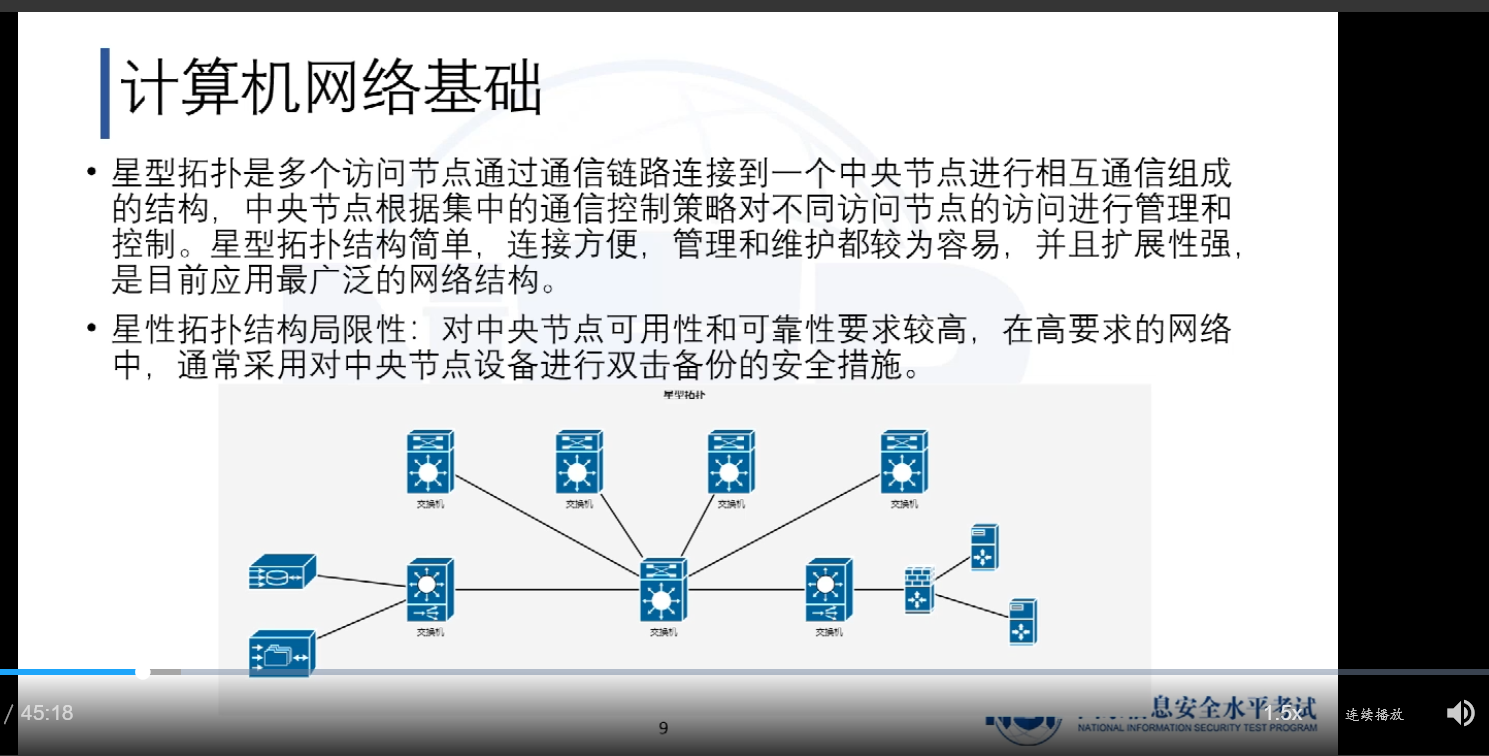 计算机网络基础
• 星型拓扑是多个访问节点通过通信链路连接到一个中央节点进行相互通信组成
的结构，中央节点根据集中的通信控制策略对不同访问节点的访问进行管理和
控制。星型拓扑结构简单，连接方便，管理和维护都较为容易，并且扩展性强，
是目前应用最广泛的网络结构。
• 星性拓扑结构局限性：对中央节点可用性和可靠性要求较高，在高要求的网络
中，通常采用对中央节点设备进行双击备份的安全措施。
星型拓扑
交换机 交换机 交换机 交换机
交换机 交换机 交换机
息安全水平考试
NATIONAL INFORMATION SECURITY TEST PROGRAM
/ 45:18
9
1.5x
连续播放